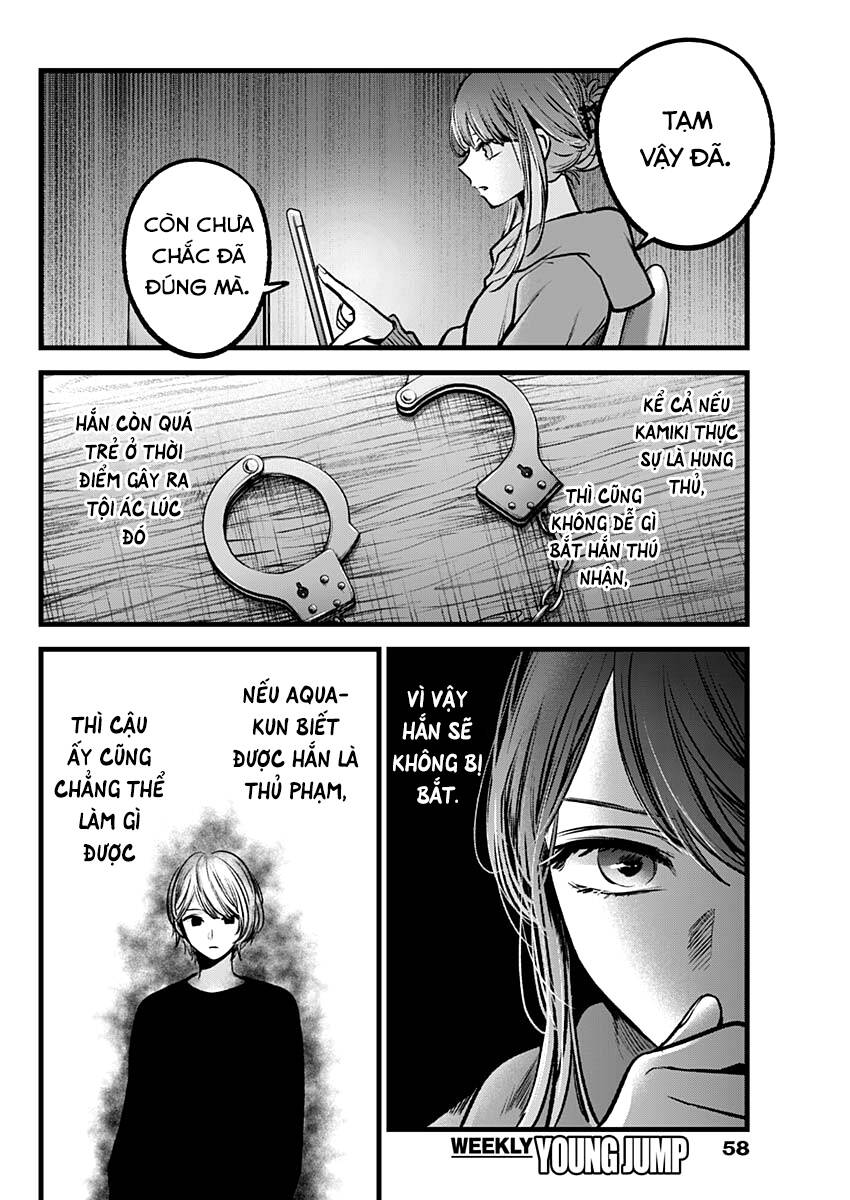 TẠM
VẬY ĐÃ.
CÒN CHƯA
CHẮC ĐÃ
ĐÚNG MÀ.
KỂ CẢ NẾU
KAMIKI THỰC
SỰ LÀ HUNG
THỦ,
THÌ CŨNG
KHÔNG DỄ GÌ
BẮT HẮN THÚ
NHẬN,
HẮN CÒN QUÁ
TRẺ Ở THỜI
ĐIỂM GÂY RA
TỘI ÁC LÚC
ĐÓ
VÌ VẬY
HẮN SẼ
KHÔNG BỊ
BẮT.
NẾU AQUA-
KUN BIẾT
ĐƯỢC HẮN LÀ
THỦ PHẠM,
THÌ CẬU
ẤY CŨNG
CHẲNG THỂ
LÀM GÌ
ĐƯỢC
WEEKLY YOUNG JUMP 58